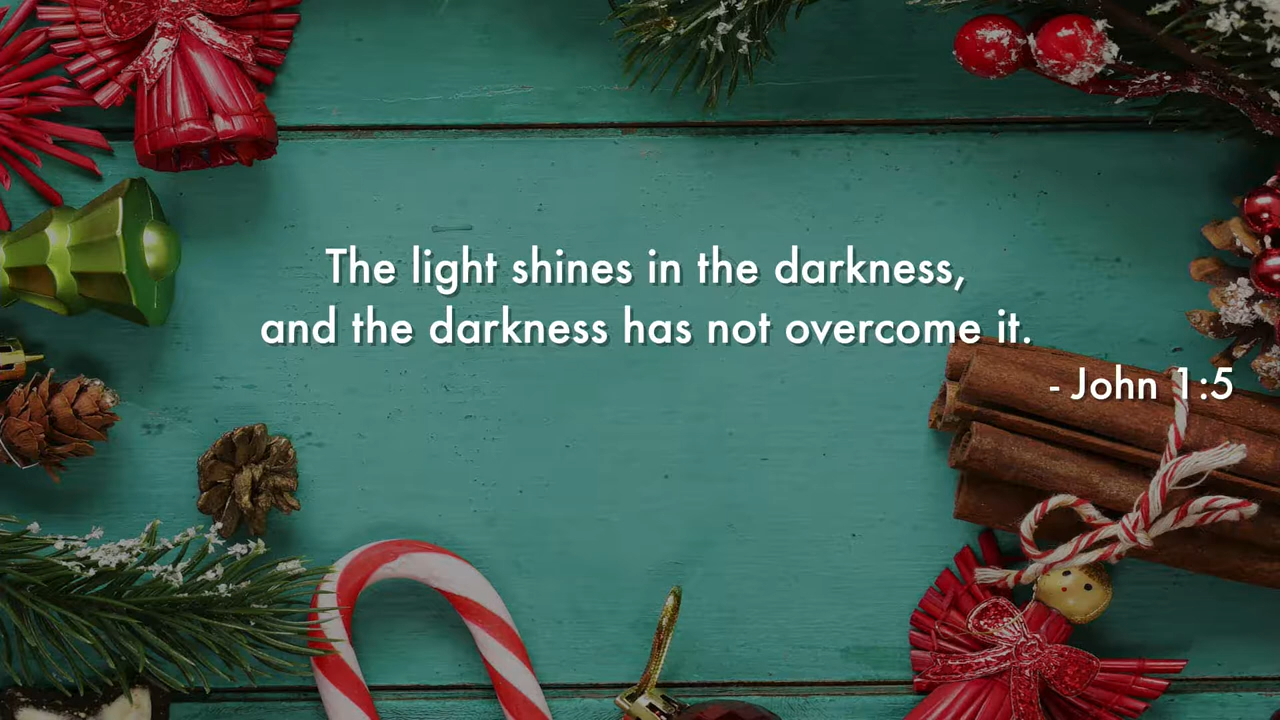 The light shines in the darkness,
and the darkness has not overcome it.
- John 1:5